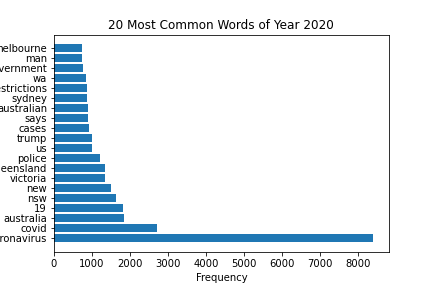 20 Most Common Words of Year 2020
nelbourne
man
vernment
wa
estrictions
sydney
australian
says
cases
trump
us
police
eensland
victoria
new
nsw
19
australia
covid
ronavirus
0 1000 2000 3000 4000 5000 6000 7000 8000
Frequency